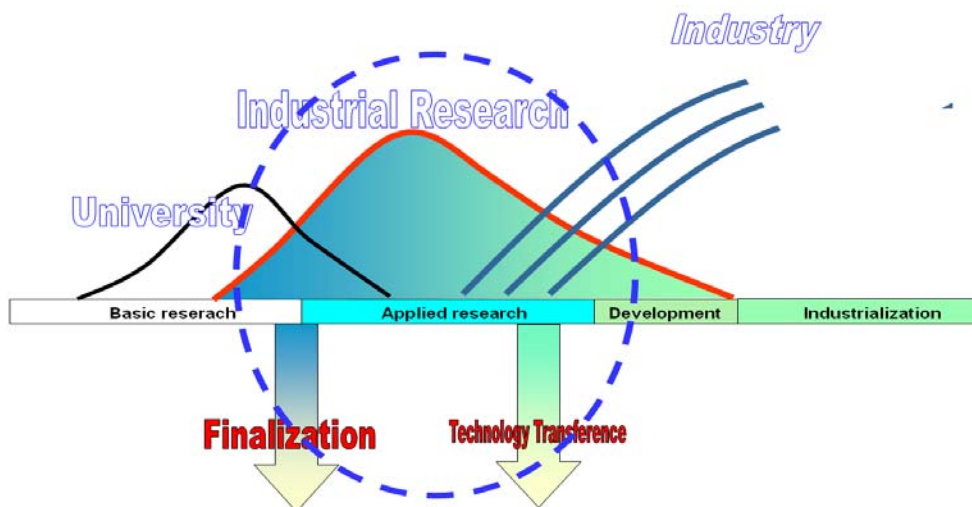 Industry
Industrial Research
University
Basic reserach
Applied research
Development
Industrialization
Finalization
Technology Transference